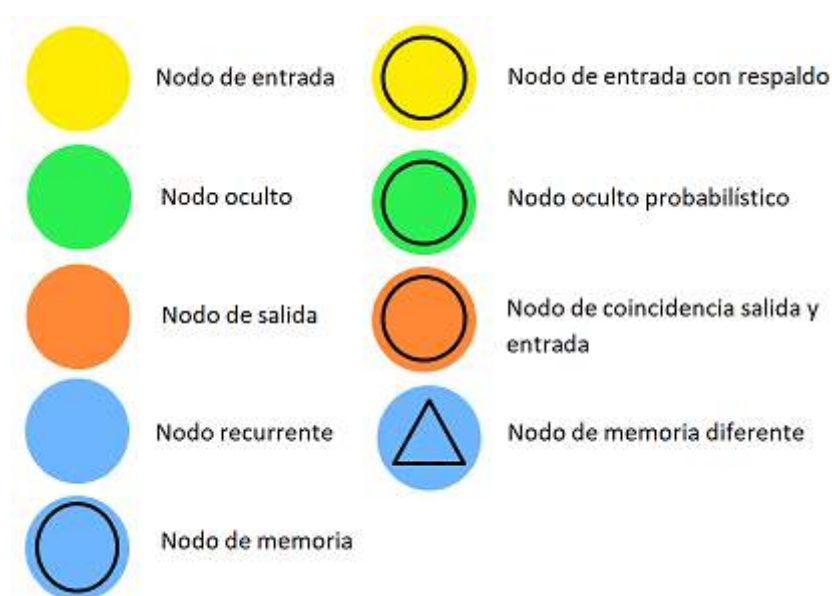 Nodo de entrada
Nodo de entrada con respaldo
Nodo oculto
Nodo oculto probabilístico
Nodo de salida
Nodo de coincidencia salida y
entrada
Nodo recurrente
Nodo de memoria diferente
Nodo de memoria